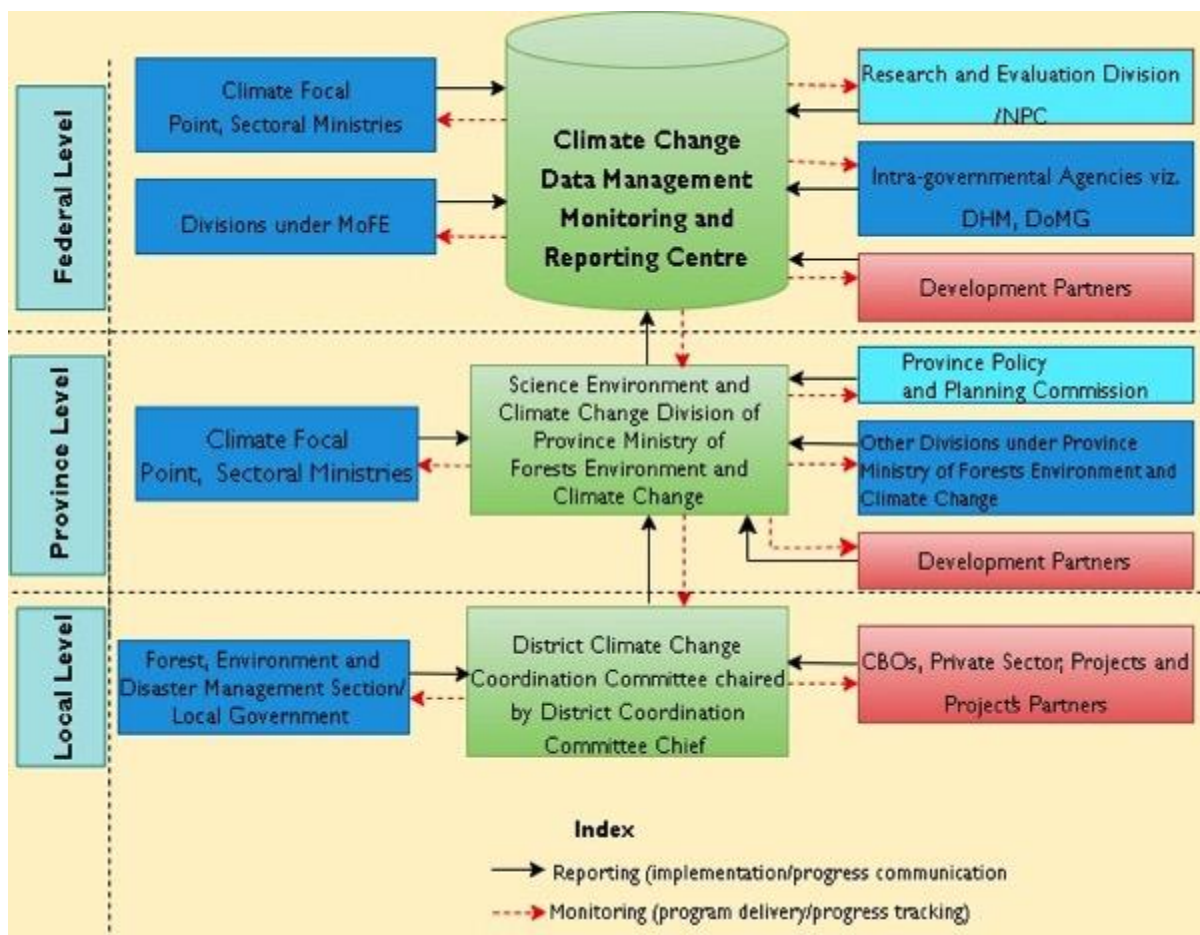 Federal Level
Climate Focal
Point, Sectoral Ministries
Divisions under MoFE
Climate Change
Data Management
Monitoring and
Reporting Centre
Research and Evaluation Division
/NPC
Intra-governmental Agencies viz.
DHM, DoMG
Development Partners
Province Level
Climate Focal
Point, Sectoral Ministries
Science Environment and
Climate Change Division of
Province Ministry of
Forests Environment and
Climate Change
Province Policy
and Planning Commission
Other Divisions under Province
Ministry of Forests Environment and
Climate Change
Development Partners
Local Level
Forest, Environment and
Disaster Management Section/
Local Government
District Climate Change
Coordination Committee chaired
by District Coordination
Committee Chief
CBOs, Private Sector, Projects and
Project's Partners
Index
Reporting (implementation/progress communication
Monitoring (program delivery/progress tracking)